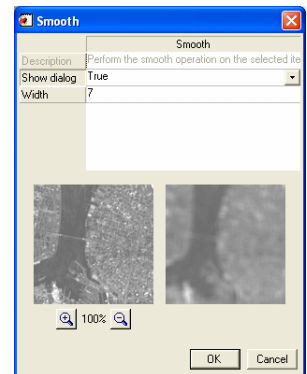 Smooth
Smooth
Description Perform the smooth operation on the selected ite
Show dialog True
Width 7
100%
OK Cancel